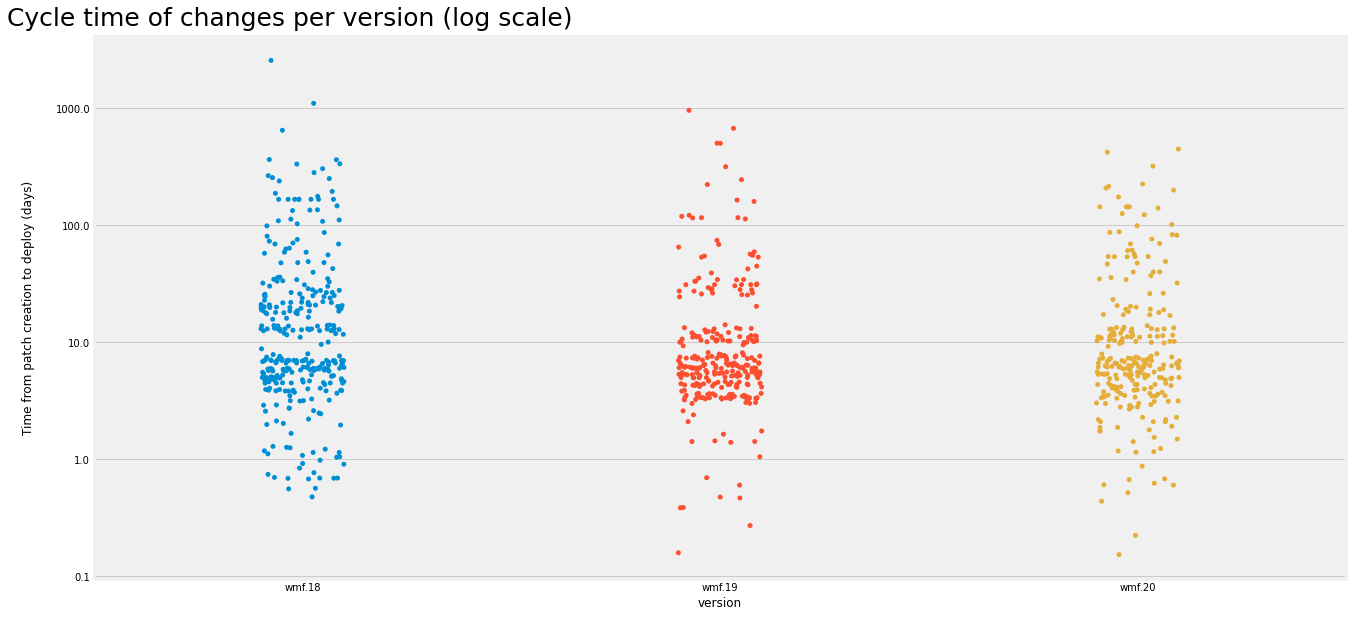 Cycle time of changes per version (log scale)
Time from patch creation to deploy (days)
1000.0
100.0
10.0
1.0
0.1
wmf.18
wmf.19
wmf.20
version